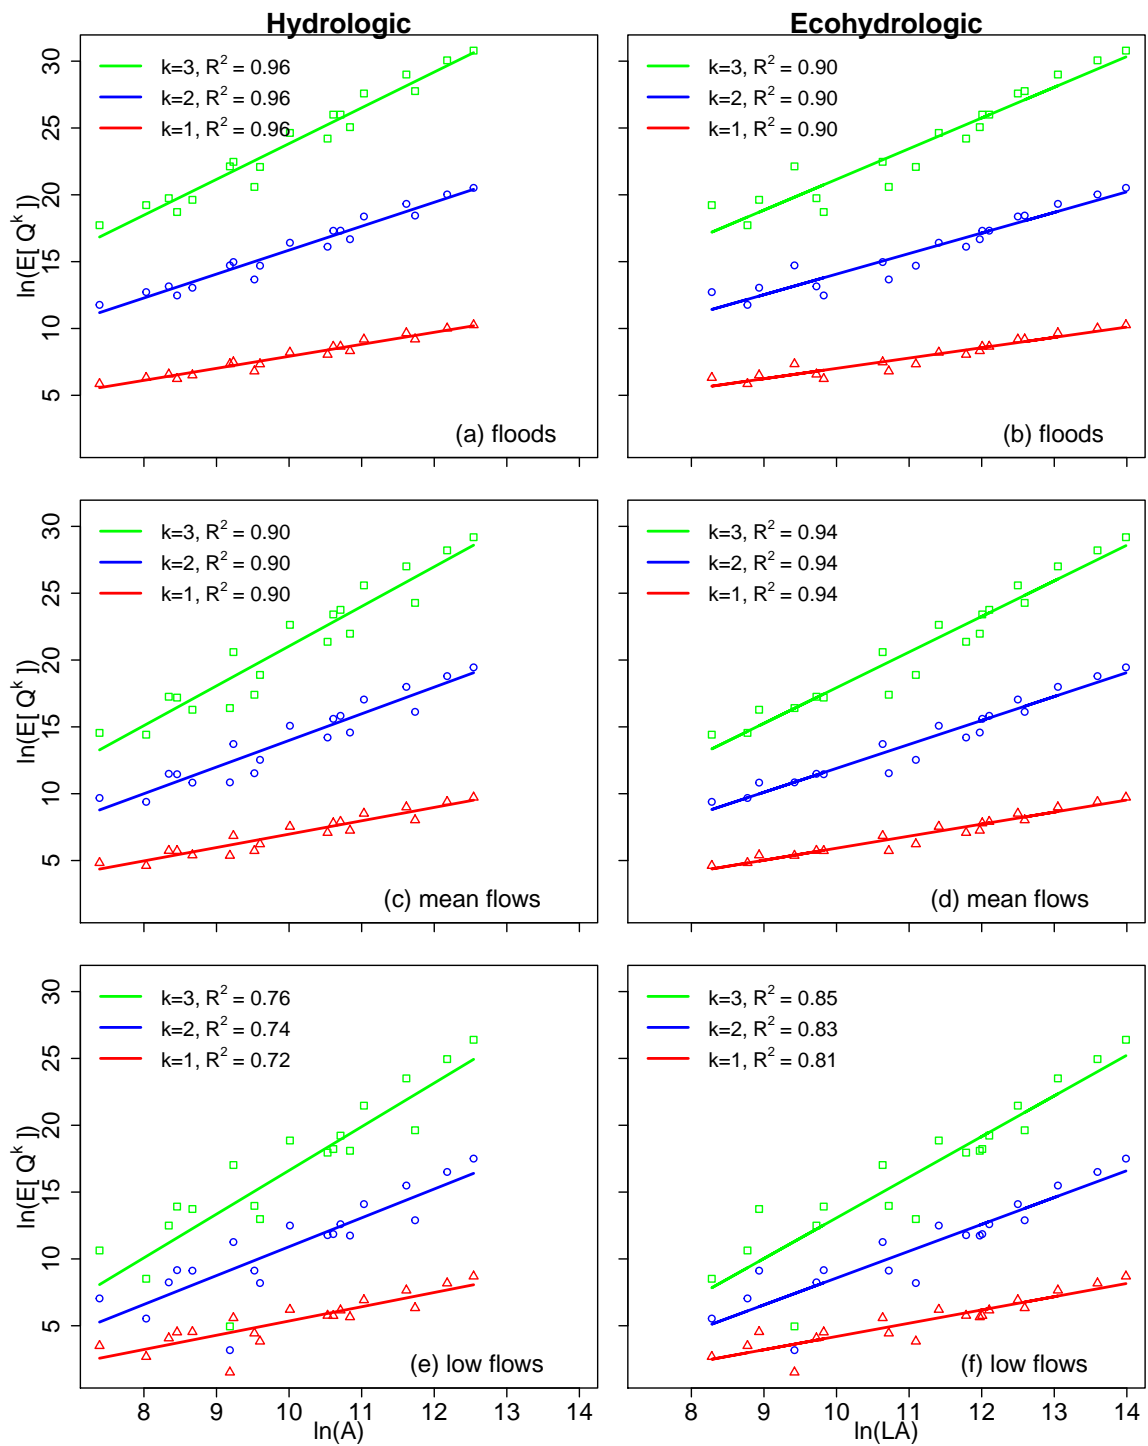 Hydrologic
Ecohydrologic
k=3, R² = 0.96
k=2, R² = 0.96
k=1, R² = 0.96
ln(E[ Q^k ])
5 10 15 20 25 30
(a) floods
k=3, R² = 0.90
k=2, R² = 0.90
k=1, R² = 0.90
(b) floods
k=3, R² = 0.90
k=2, R² = 0.90
k=1, R² = 0.90
ln(E[ Q^k ])
5 10 15 20 25 30
(c) mean flows
k=3, R² = 0.94
k=2, R² = 0.94
k=1, R² = 0.94
(d) mean flows
k=3, R² = 0.76
k=2, R² = 0.74
k=1, R² = 0.72
ln(E[ Q^k ])
5 10 15 20 25 30
(e) low flows
8 9 10 11 12 13 14
ln(A)
k=3, R² = 0.85
k=2, R² = 0.83
k=1, R² = 0.81
(f) low flows
8 9 10 11 12 13 14
ln(LA)